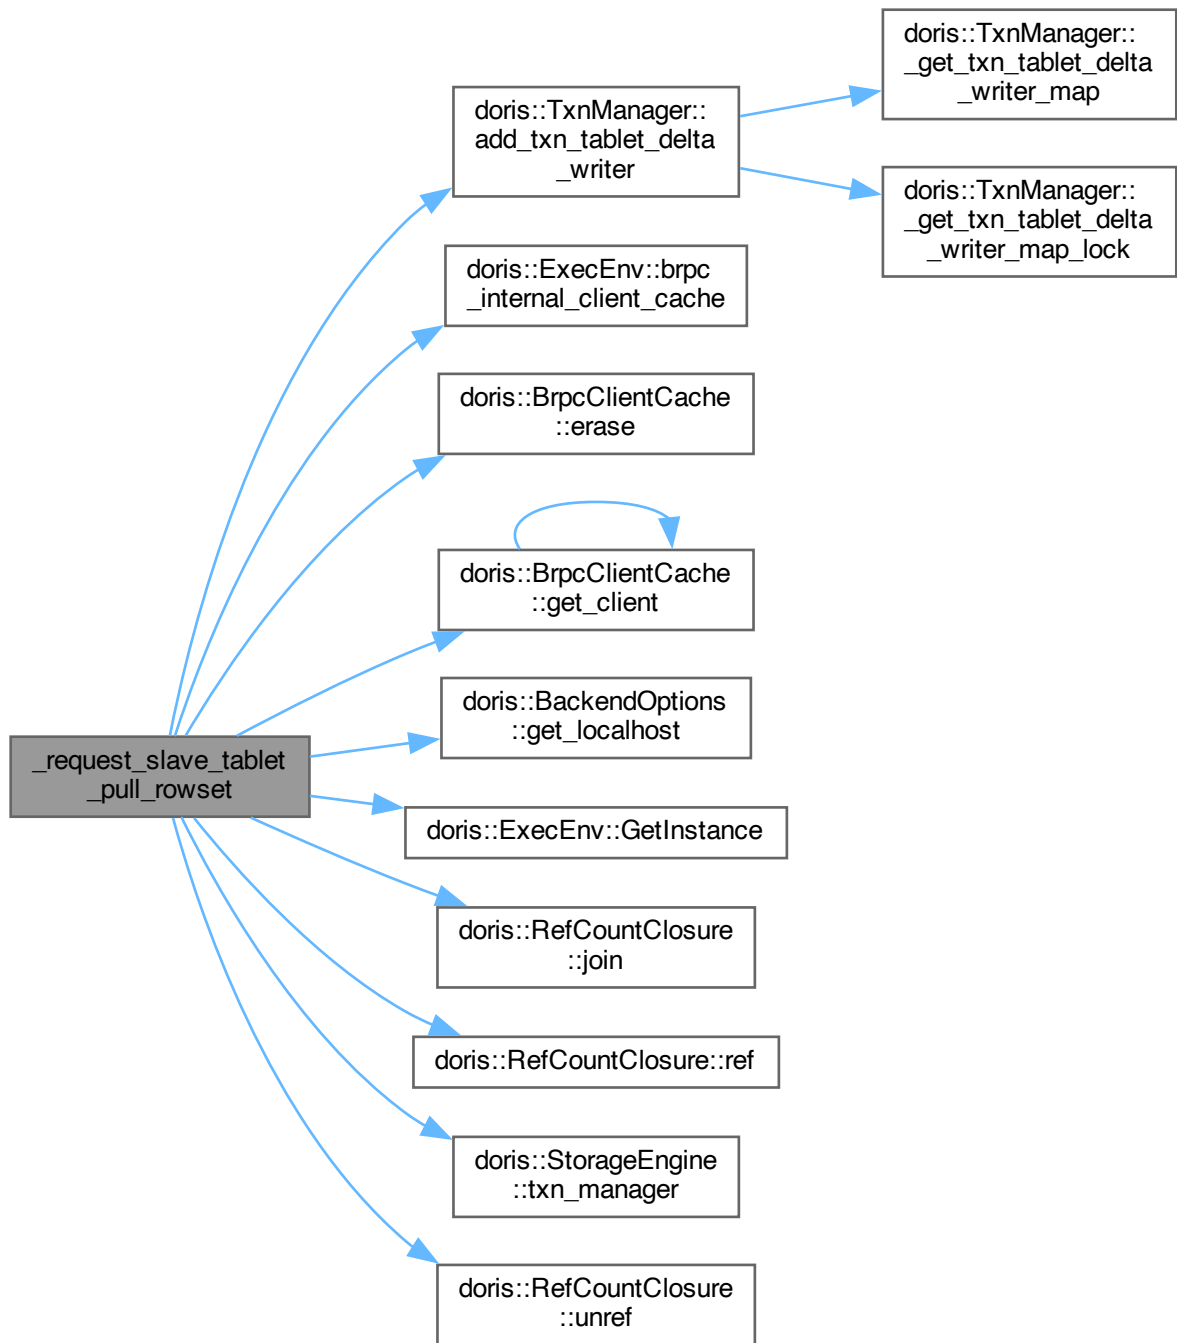 _request_slave_tablet
_pull_rowset
doris::TxnManager::
add_txn_tablet_delta
_writer
doris::TxnManager::
_get_txn_tablet_delta
_writer_map
doris::TxnManager::
_get_txn_tablet_delta
_writer_map_lock
doris::ExecEnv::brpc
_internal_client_cache
doris::BrpcClientCache
::erase
doris::BrpcClientCache
::get_client
doris::BackendOptions
::get_localhost
doris::ExecEnv::GetInstance
doris::RefCountClosure
::join
doris::RefCountClosure::ref
doris::StorageEngine
::txn_manager
doris::RefCountClosure
::unref